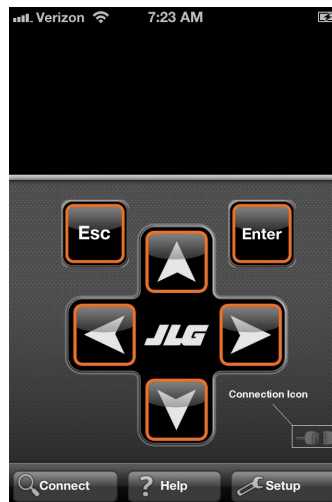 Verizon 7:23 AM
Esc
Enter
JLG
Connection Icon
Connect ? Help Setup